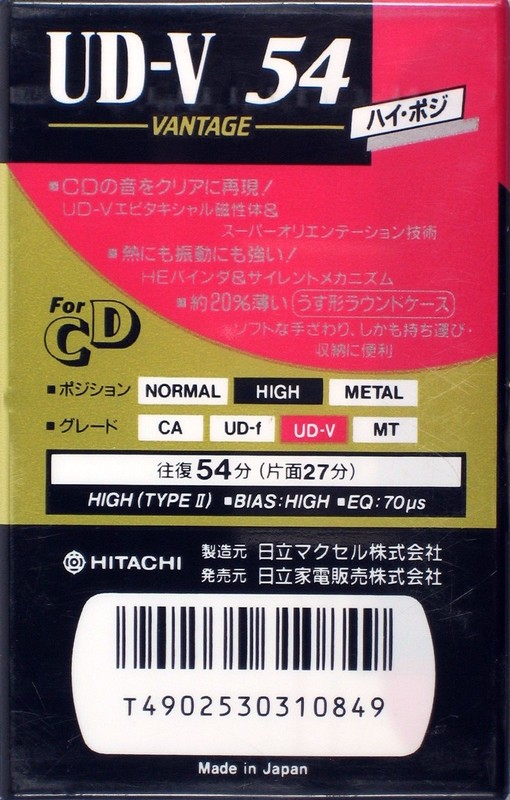 UD-V 54
VANTAGE
ハイ・ポジ
■CDの音をクリアに再現!
UD-Vエピタキシャル磁性体&
スーパーオリエンテーション技術
■熱にも振動にも強い!
HEバインダ&サイレントメカニズム
■約20%薄い うす形ラウンドケース
ソフトな手ざわり、しかも持ち運び・
収納に便利
For
CD
■ポジション NORMAL HIGH METAL
■グレード CA UD-f UD-V MT
往復54分(片面27分)
HIGH (TYPE II) ■BIAS:HIGH ■EQ:70μs
HITACHI
製造元 日立マクセル株式会社
発売元 日立家電販売株式会社
T4902530310849
Made in Japan